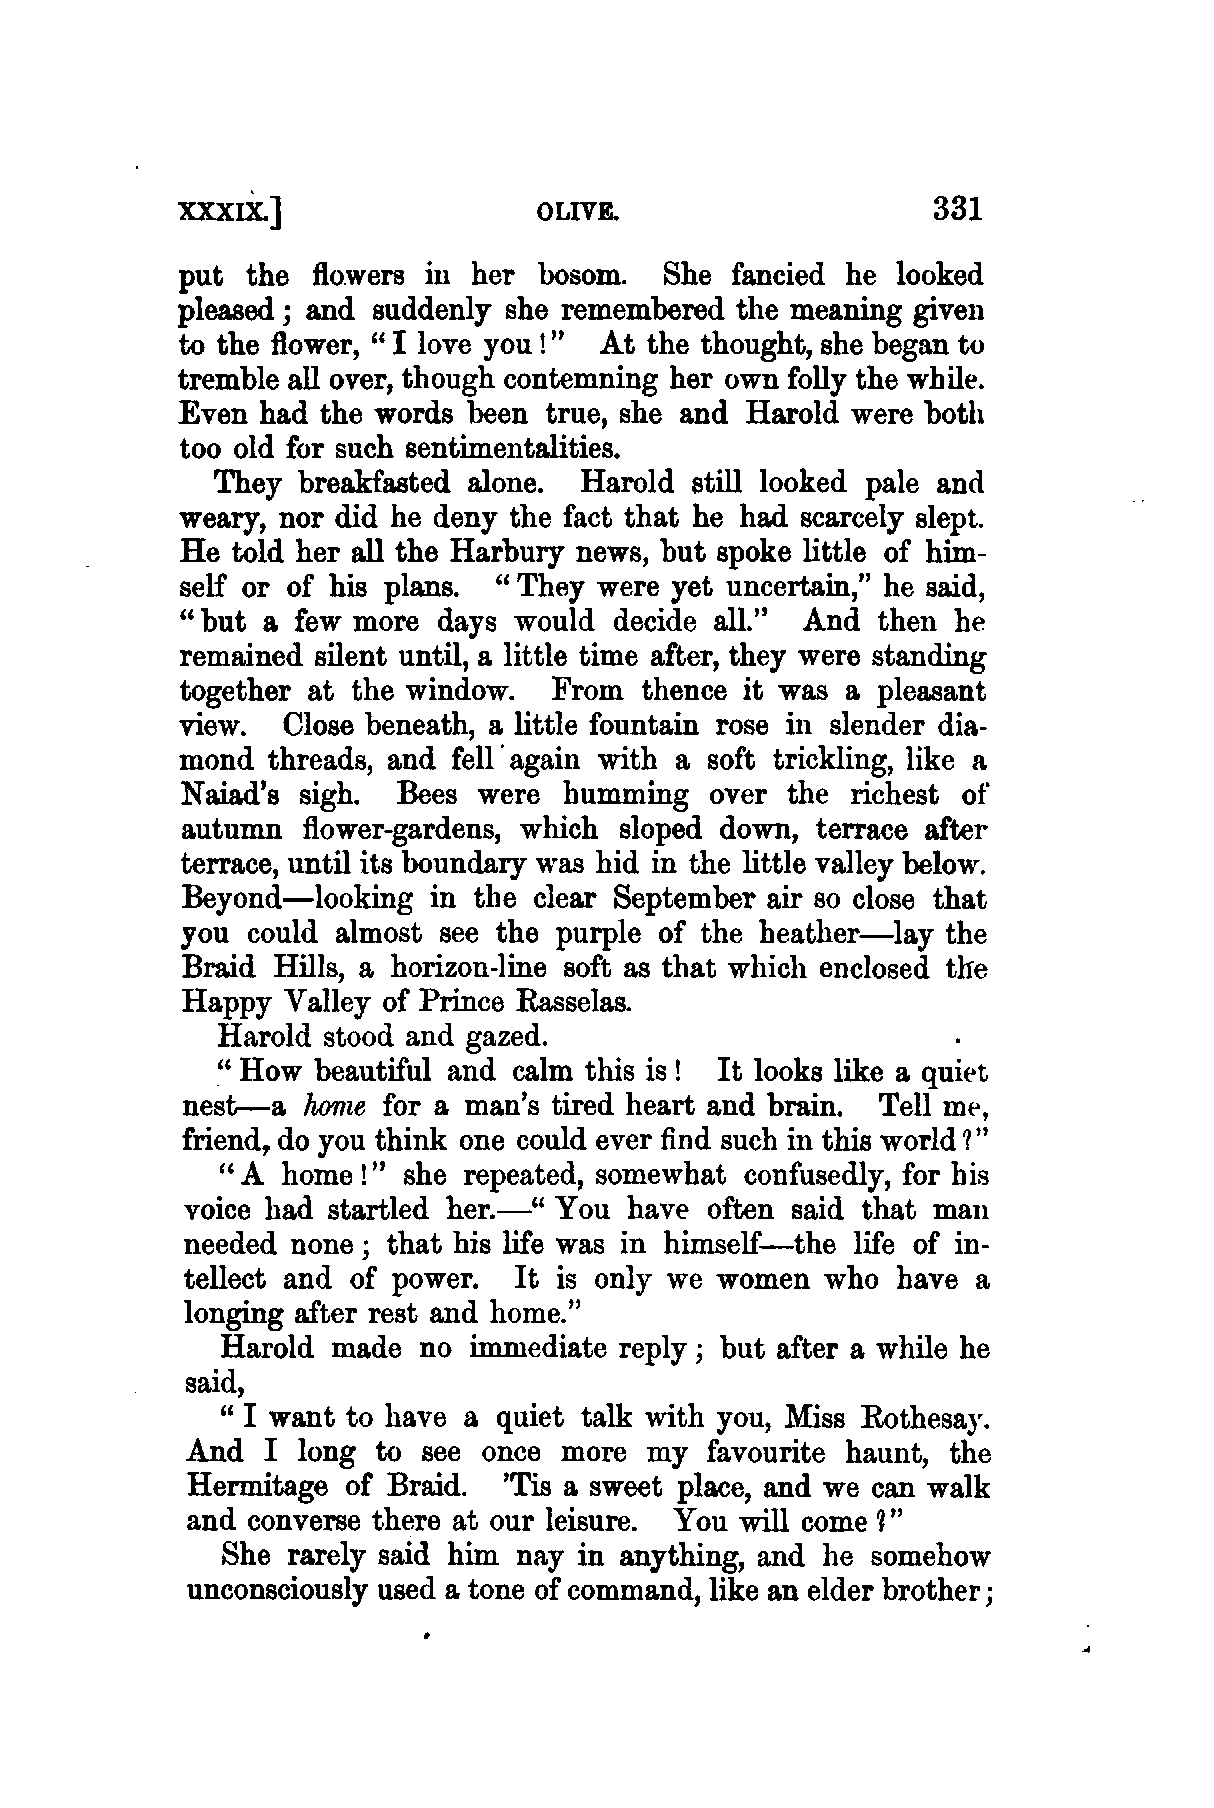 XXXIX.] OLIVE. 331
put the flowers in her bosom. She fancied he looked
pleased; and suddenly she remembered the meaning given
to the flower, "I love you!" At the thought, she began to
tremble all over, though contemning her own folly the while.
Even had the words been true, she and Harold were both
too old for such sentimentalities.
They breakfasted alone. Harold still looked pale and
weary, nor did he deny the fact that he had scarcely slept.
He told her all the Harbury news, but spoke little of him-
self or of his plans. "They were yet uncertain," he said,
"but a few more days would decide all." And then he
remained silent until, a little time after, they were standing
together at the window. From thence it was a pleasant
view. Close beneath, a little fountain rose in slender dia-
mond threads, and fell again with a soft trickling, like a
Naiad's sigh. Bees were humming over the richest of
autumn flower-gardens, which sloped down, terrace after
terrace, until its boundary was hid in the little valley below.
Beyond—looking in the clear September air so close that
you could almost see the purple of the heather—lay the
Braid Hills, a horizon-line soft as that which enclosed the
Happy Valley of Prince Rasselas.
Harold stood and gazed.
"How beautiful and calm this is! It looks like a quiet
nest—a home for a man's tired heart and brain. Tell me,
friend, do you think one could ever find such in this world?"
"A home!" she repeated, somewhat confusedly, for his
voice had startled her.—"You have often said that man
needed none; that his life was in himself—the life of in-
tellect and of power. It is only we women who have a
longing after rest and home."
Harold made no immediate reply; but after a while he
said,
"I want to have a quiet talk with you, Miss Rothesay.
And I long to see once more my favourite haunt, the
Hermitage of Braid. 'Tis a sweet place, and we can walk
and converse there at our leisure. You will come?"
She rarely said him nay in anything, and he somehow
unconsciously used a tone of command, like an elder brother;